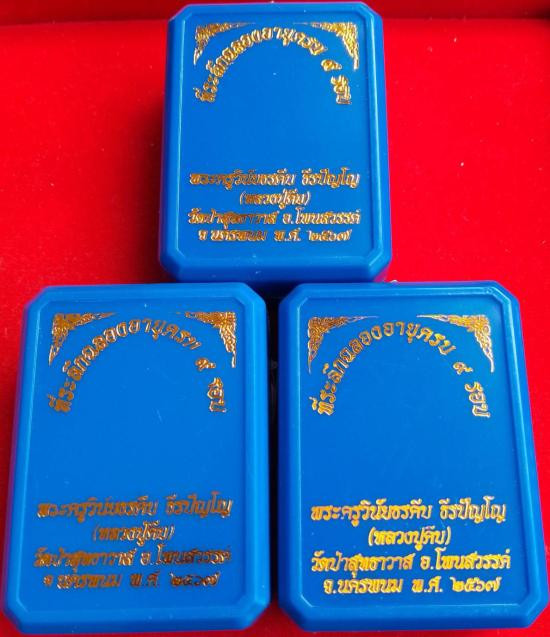 ที่ระลึกฉลองอายุครบ ๙ รอบ
พระครูวินัยธรคืบ ธีรปัญโญ
(หลวงปู่คืบ)
วัดป่าสุทธาวาส อ.โพนสวรรค์
จ.นครพนม พ.ศ. ๒๕๖๗
ที่ระลึกฉลองอายุครบ ๙ รอบ
พระครูวินัยธรคืบ ธีรปัญโญ
(หลวงปู่คืบ)
วัดป่าสุทธาวาส อ.โพนสวรรค์
จ.นครพนม พ.ศ. ๒๕๖๗
ที่ระลึกฉลองอายุครบ ๙ รอบ
พระครูวินัยธรคืบ ธีรปัญโญ
(หลวงปู่คืบ)
วัดป่าสุทธาวาส อ.โพนสวรรค์
จ.นครพนม พ.ศ. ๒๕๖๗